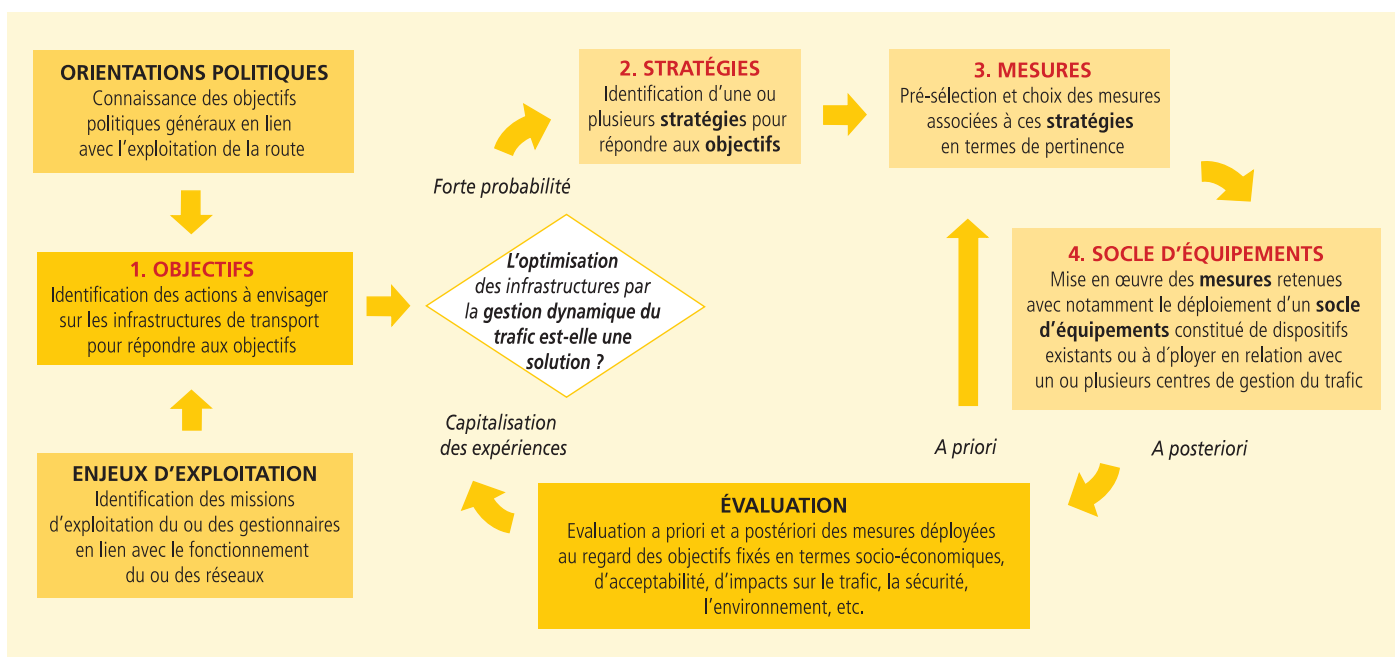 ORIENTATIONS POLITIQUES
Connaissance des objectifs
politiques généraux en lien
avec l'exploitation de la route
1. OBJECTIFS
Identification des actions à envisager
sur les infrastructures de transport
pour répondre aux objectifs
ENJEUX D'EXPLOITATION
Identification des missions
d'exploitation du ou des gestionnaires
en lien avec le fonctionnement
du ou des réseaux
L'optimisation
des infrastructures par
la gestion dynamique du
trafic est-elle une
solution ?
Forte probabilité
2. STRATÉGIES
Identification d'une ou
plusieurs stratégies pour
répondre aux objectifs
3. MESURES
Pré-sélection et choix des mesures
associées à ces stratégies
en termes de pertinence
4. SOCLE D'ÉQUIPEMENTS
Mise en œuvre des mesures retenues
avec notamment le déploiement d'un socle
d'équipements constitué de dispositifs
existants ou à d´ployer en relation avec
un ou plusieurs centres de gestion du trafic
A priori
A posteriori
ÉVALUATION
Evaluation a priori et a postériori des mesures déployées
au regard des objectifs fixés en termes socio-économiques,
d'acceptabilité, d'impacts sur le trafic, la sécurité,
l'environnement, etc.
Capitalisation
des expériences